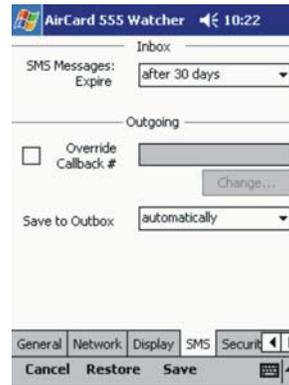 AirCard 555 Watcher 10:22
Inbox
SMS Messages:
Expire
after 30 days
Outgoing
Override
Callback #
Change...
Save to Outbox
automatically
General Network Display SMS Securit
Cancel Restore Save